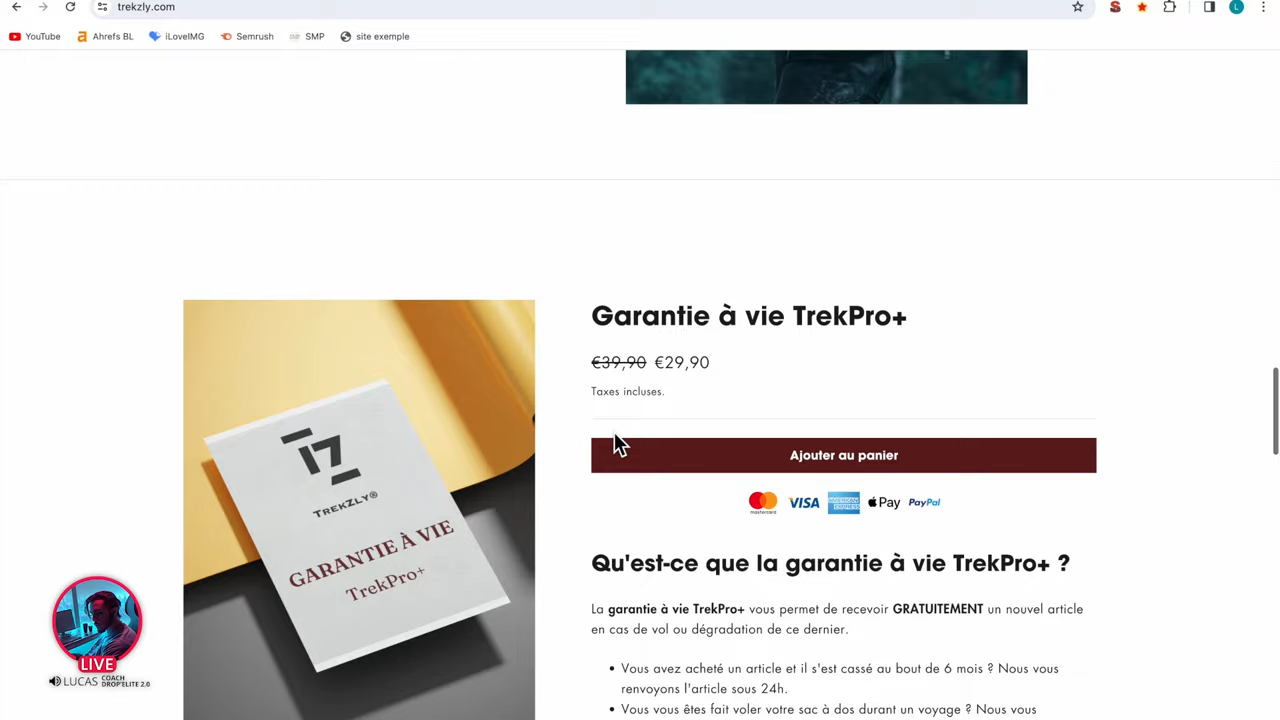 trekzly.com
YouTube
Ahrefs BL
iLoveIMG
Semrush
SMP
site exemple
L
Garantie à vie TrekPro+
€39,90 €29,90
Taxes incluses.
Ajouter au panier
mastercard
VISA
AMERICAN EXPRESS
Pay
PayPal
TREKZLY®
GARANTIE À VIE
TrekPro+
Qu'est-ce que la garantie à vie TrekPro+ ?
La garantie à vie TrekPro+ vous permet de recevoir GRATUITEMENT un nouvel article
en cas de vol ou dégradation de ce dernier.
• Vous avez acheté un article et il s'est cassé au bout de 6 mois ? Nous vous
renvoyons l'article sous 24h.
• Vous vous êtes fait voler votre sac à dos durant un voyage ? Nous vous
LIVE
LUCAS COACH
DROP'ELITE 2.0